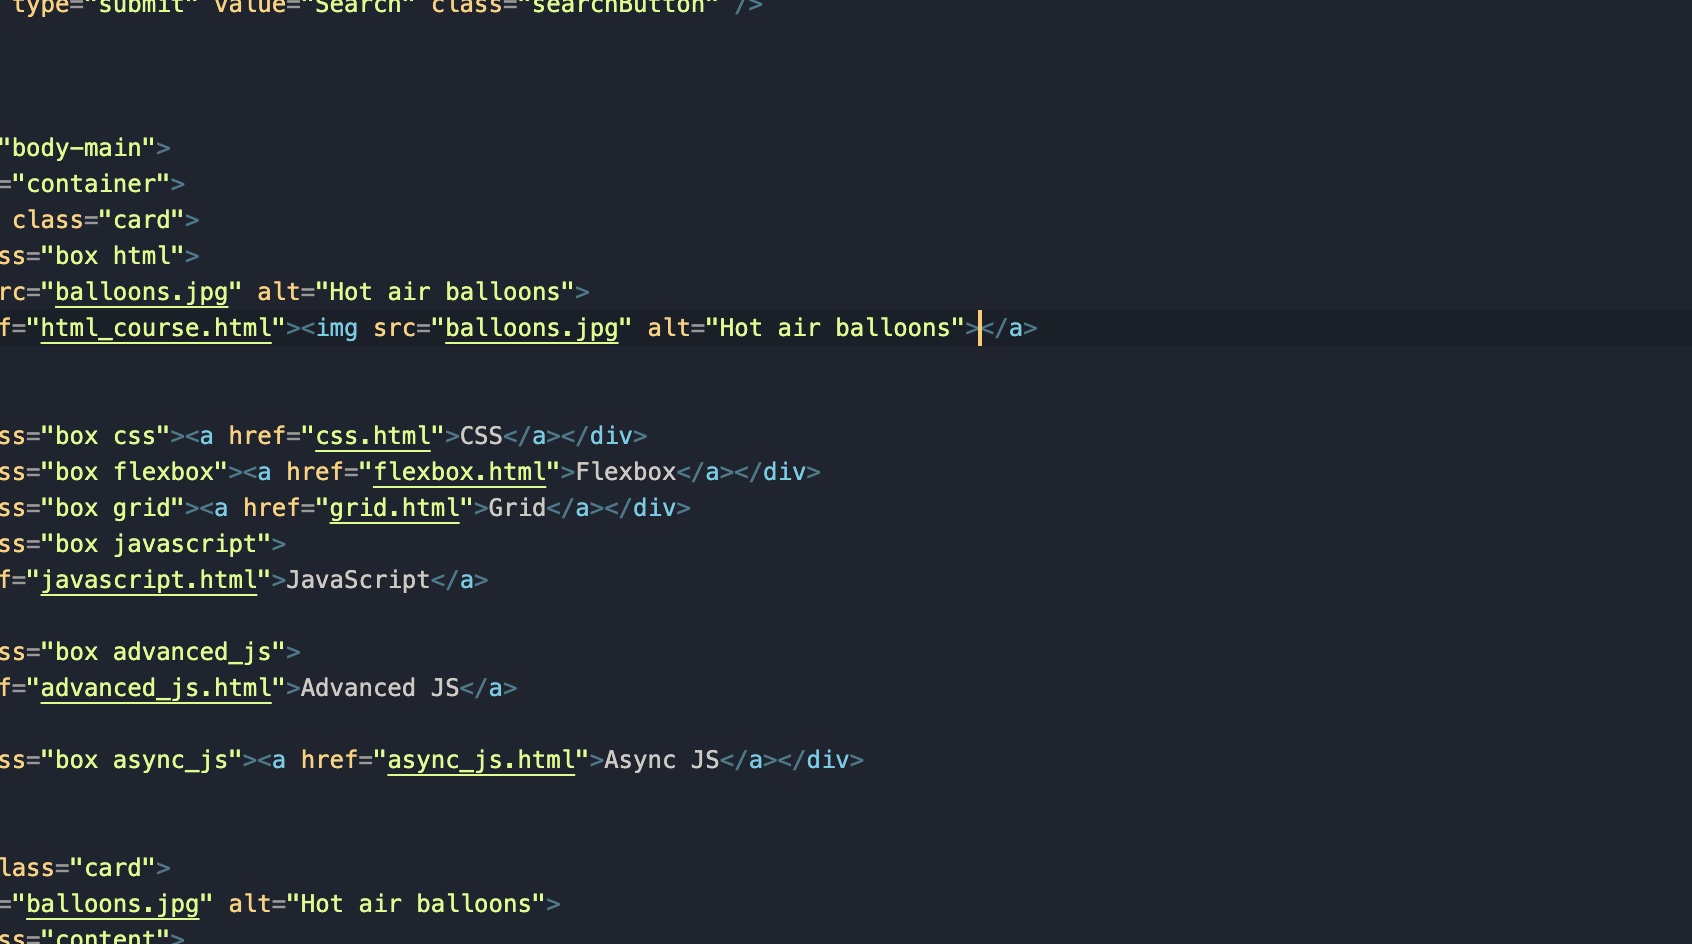 type="submit" value="Search" class="searchButton" />
"body-main">
="container">
class="card">
ss="box html">
rc="balloons.jpg" alt="Hot air balloons">
f="html_course.html"><img src="balloons.jpg" alt="Hot air balloons"></a>
ss="box css"><a href="css.html">CSS</a></div>
ss="box flexbox"><a href="flexbox.html">Flexbox</a></div>
ss="box grid"><a href="grid.html">Grid</a></div>
ss="box javascript">
f="javascript.html">JavaScript</a>
ss="box advanced_js">
f="advanced_js.html">Advanced JS</a>
ss="box async_js"><a href="async_js.html">Async JS</a></div>
lass="card">
="balloons.jpg" alt="Hot air balloons">
ss="content">